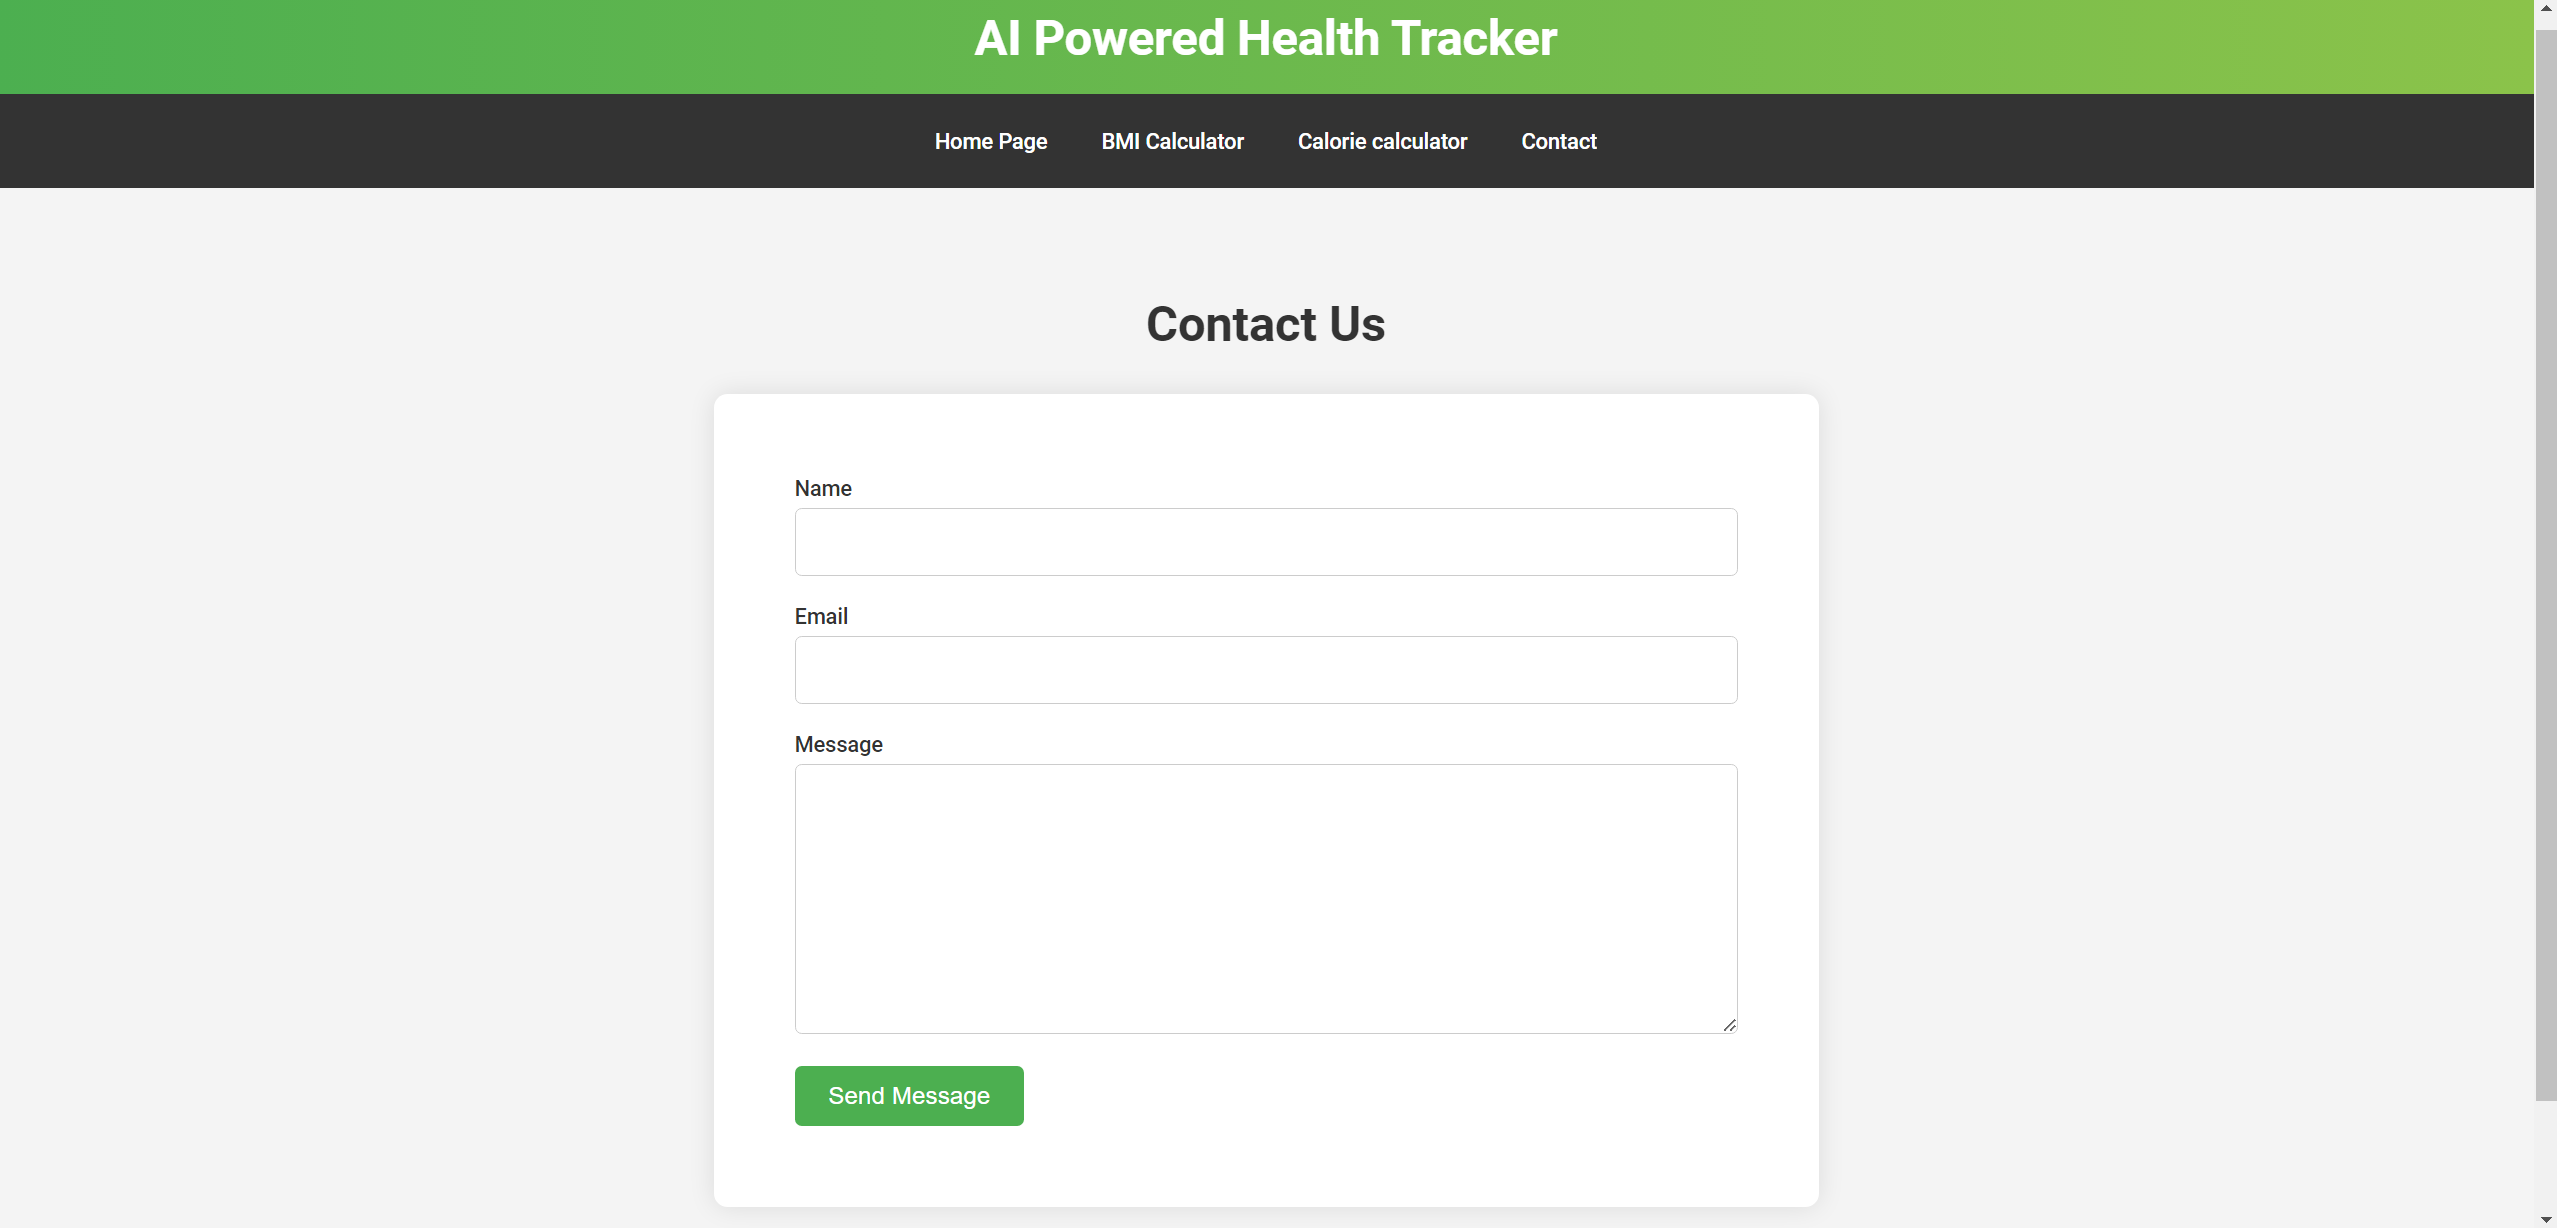 AI Powered Health Tracker
Home Page BMI Calculator Calorie calculator Contact
Contact Us
Name
Email
Message
Send Message